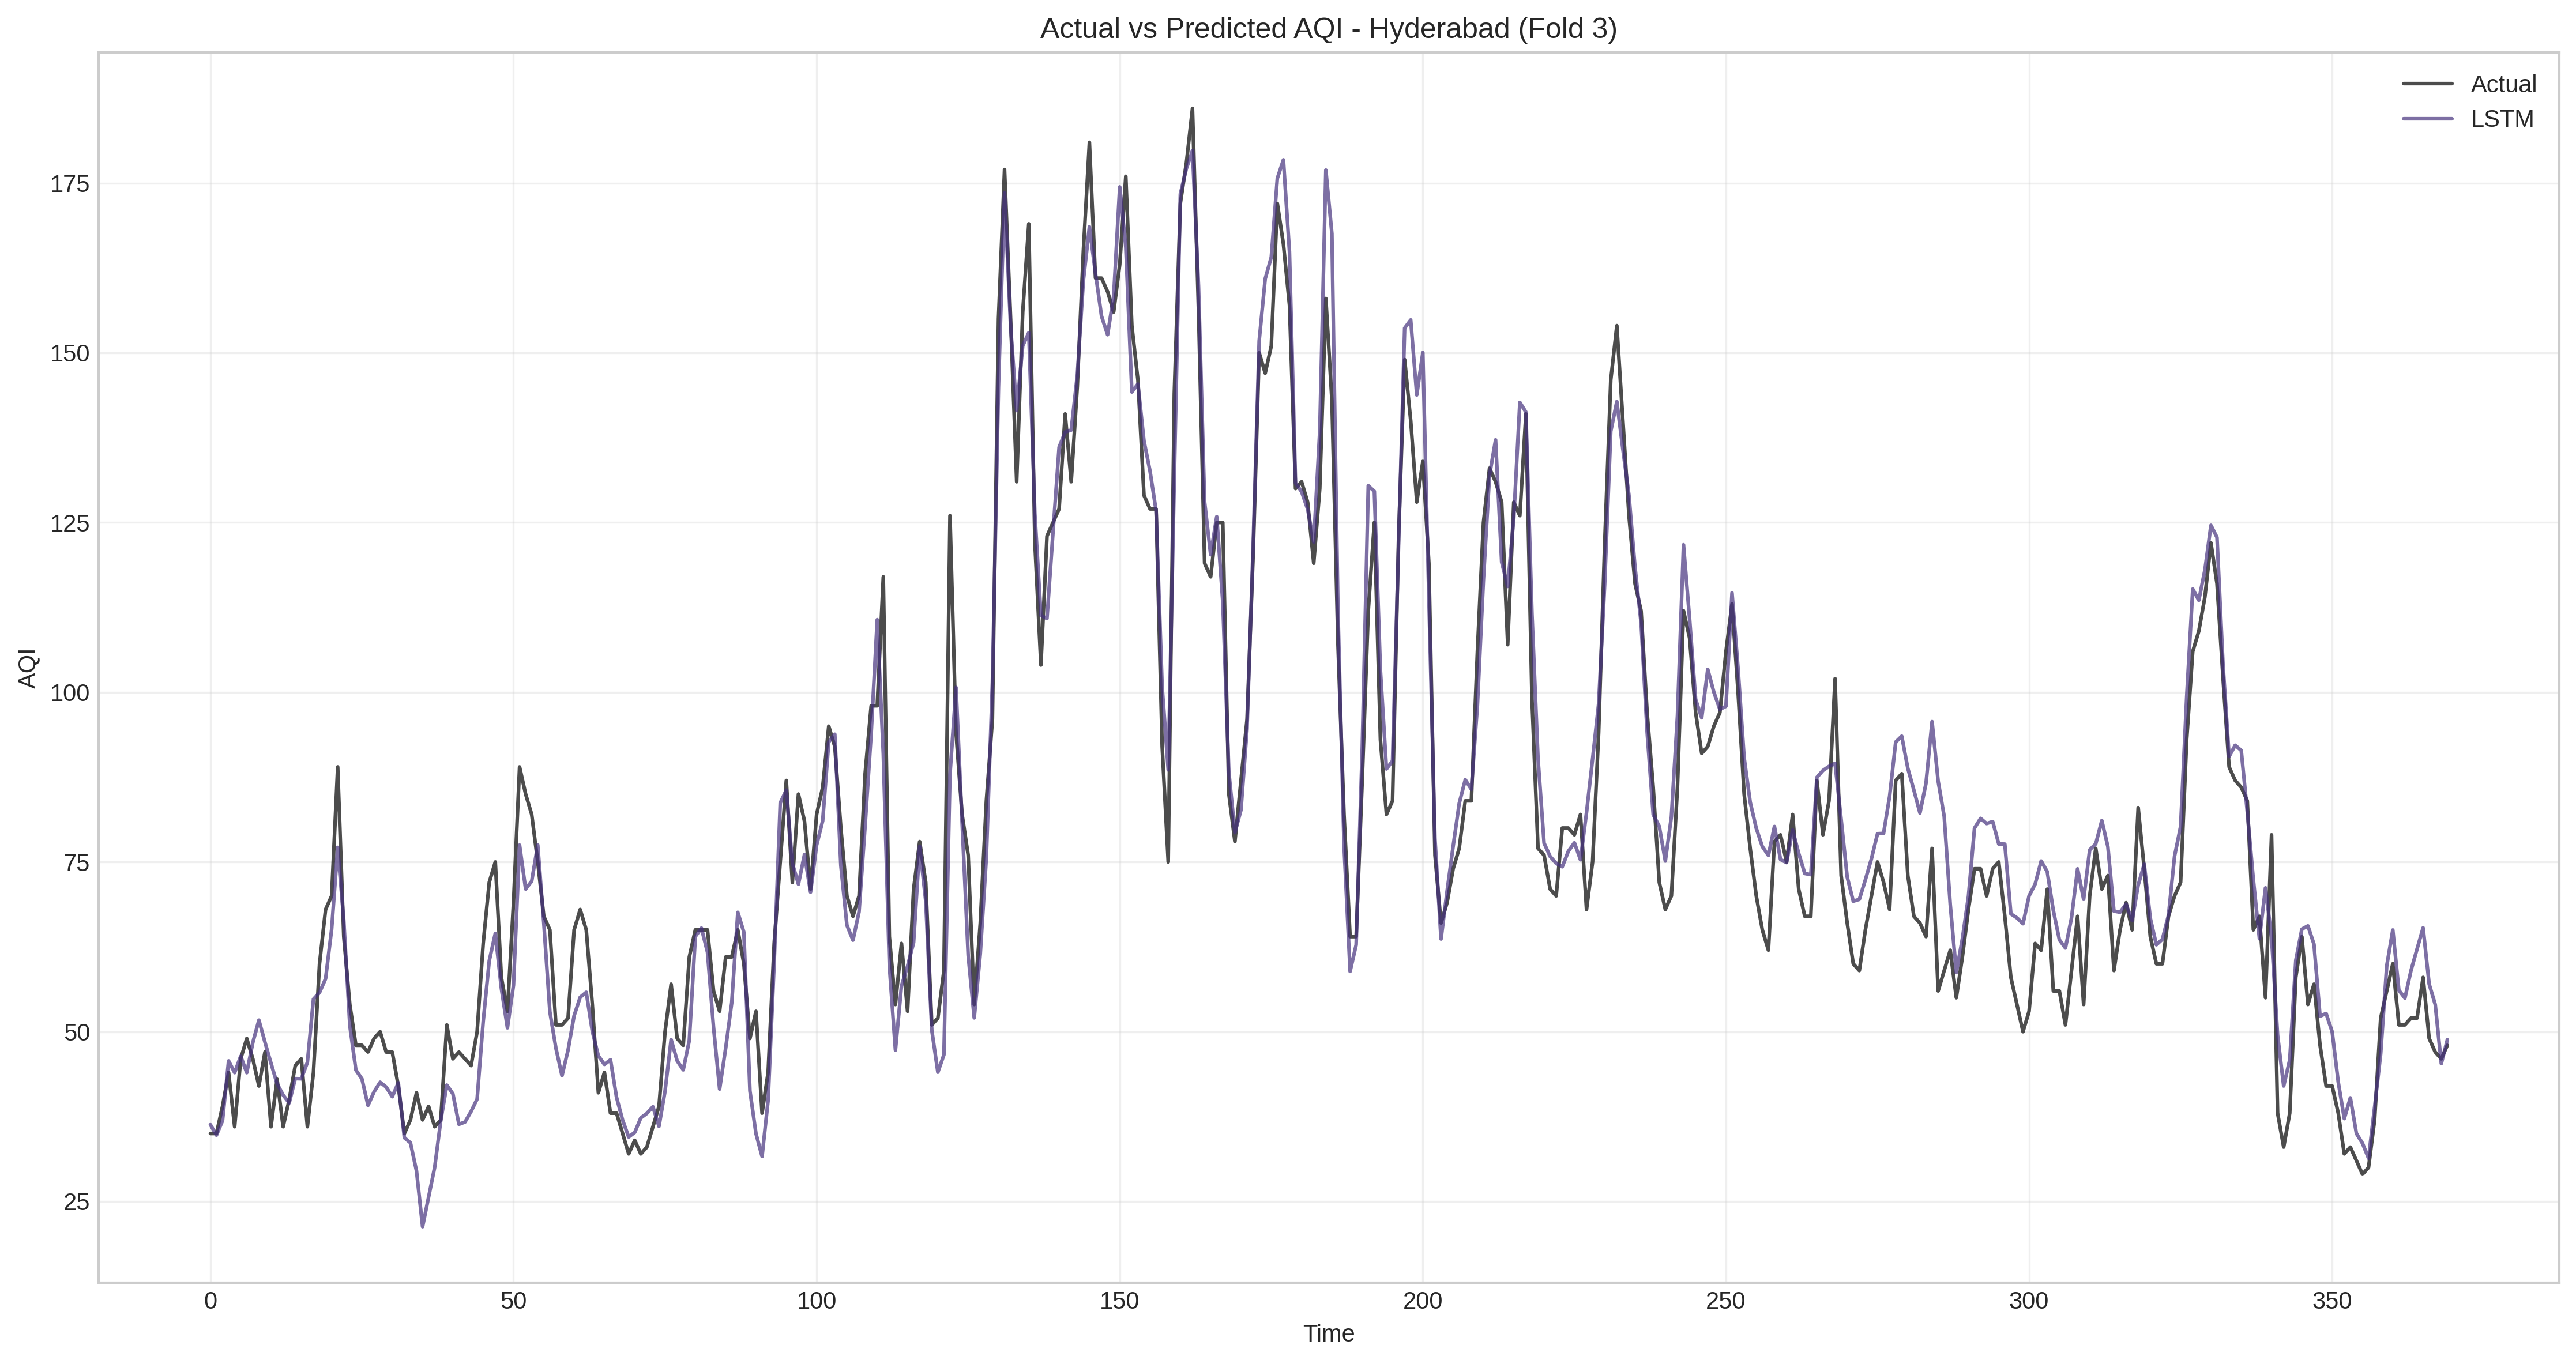 Actual vs Predicted AQI - Hyderabad (Fold 3)
Actual
LSTM
175
150
125
100
75
50
25
AQI
0 50 100 150 200 250 300 350
Time